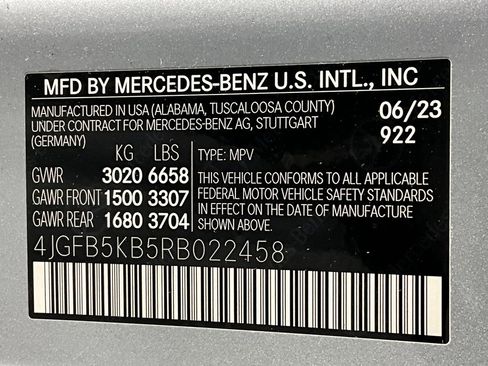 MFD BY MERCEDES-BENZ U.S. INTL., INC
MANUFACTURED IN USA (ALABAMA, TUSCALOOSA COUNTY) 06/23
UNDER CONTRACT FOR MERCEDES-BENZ AG, STUTTGART 922
(GERMANY)
KG LBS TYPE: MPV
GVWR 3020 6658
GAWR FRONT 1500 3307
GAWR REAR 1680 3704
THIS VEHICLE CONFORMS TO ALL APPLICABLE
FEDERAL MOTOR VEHICLE SAFETY STANDARDS
IN EFFECT ON THE DATE OF MANUFACTURE
SHOWN ABOVE.
4JGFB5KB5RB022458